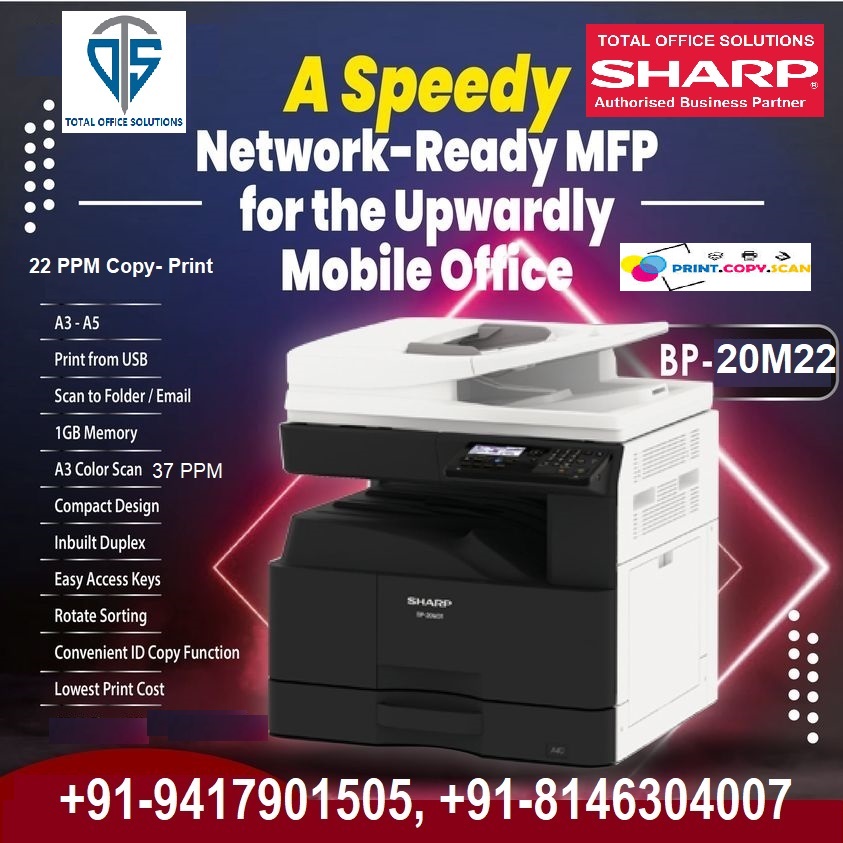 TOTAL OFFICE SOLUTIONS
TOTAL OFFICE SOLUTIONS
SHARP®
Authorised Business Partner
A Speedy
Network-Ready MFP
for the Upwardly
Mobile Office
PRINT.COPY.SCAN
22 PPM Copy- Print
A3 - A5
Print from USB
Scan to Folder / Email
1GB Memory
A3 Color Scan 37 PPM
Compact Design
Inbuilt Duplex
Easy Access Keys
Rotate Sorting
Convenient ID Copy Function
Lowest Print Cost
BP-20M22
SHARP
+91-9417901505, +91-8146304007